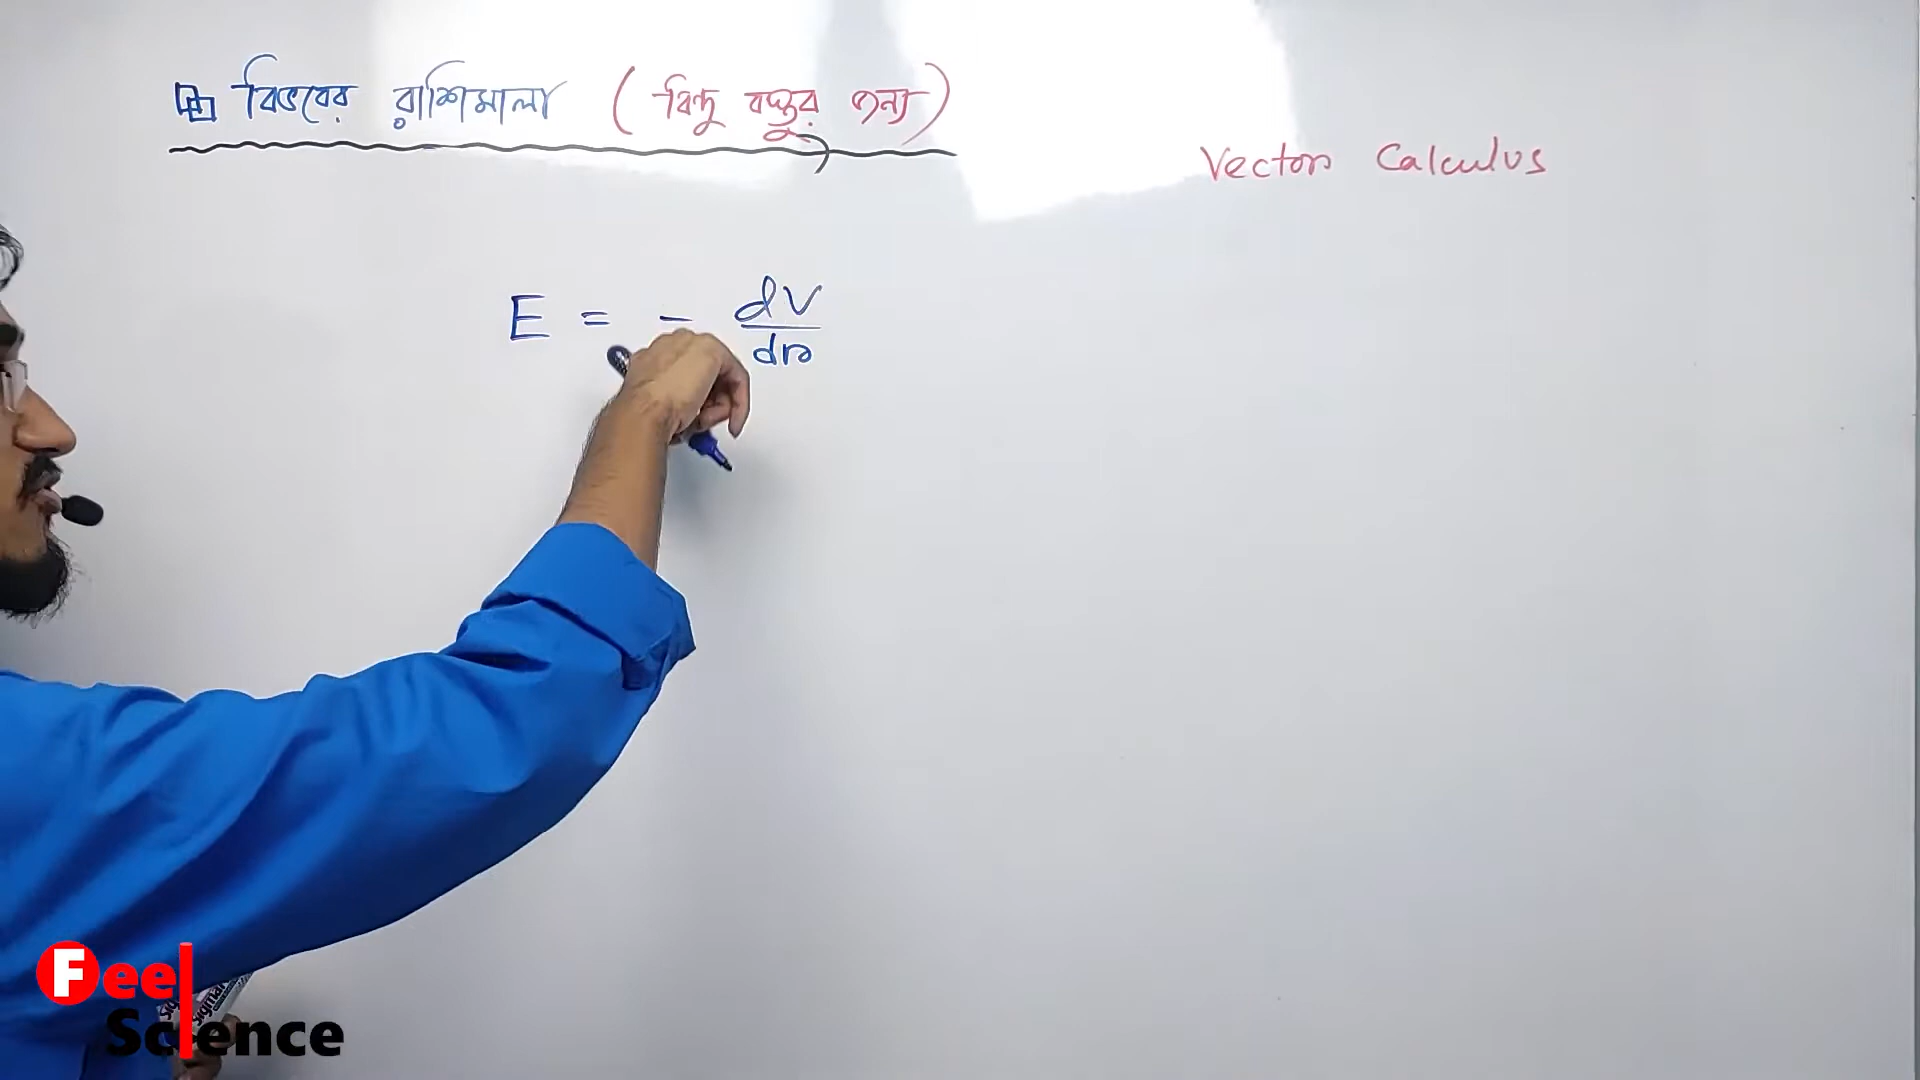 বিভবের রাশিমালা (বিন্দু বস্তুর জন্য)
Vector Calculus
E = - dV/dr
Feel
Science